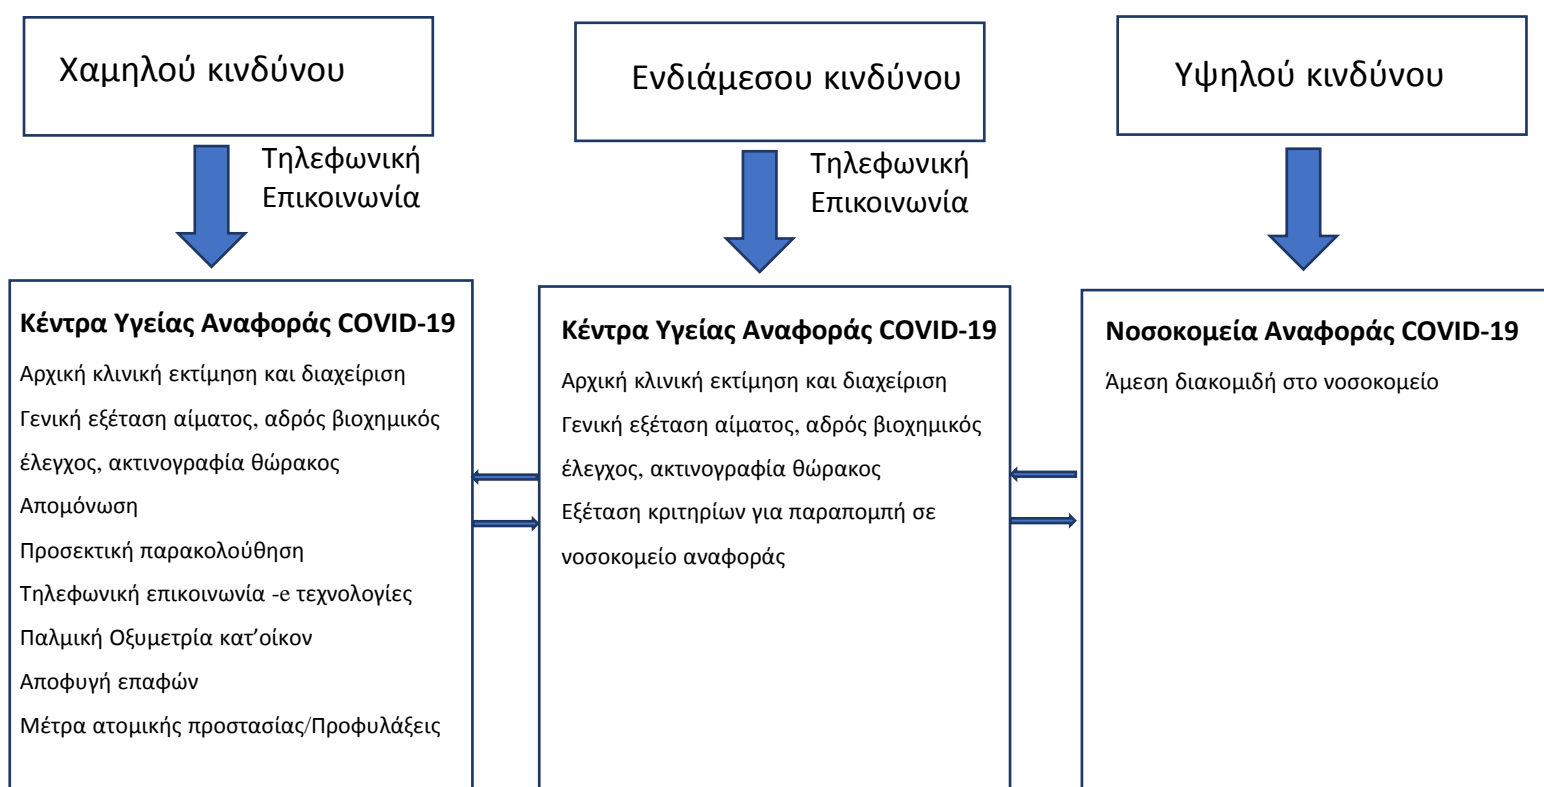 Χαμηλού κινδύνου
Ενδιάμεσου κινδύνου
Υψηλού κινδύνου
Τηλεφωνική
Επικοινωνία
Τηλεφωνική
Επικοινωνία
Κέντρα Υγείας Αναφοράς COVID-19
Αρχική κλινική εκτίμηση και διαχείριση
Γενική εξέταση αίματος, αδρός βιοχημικός
έλεγχος, ακτινογραφία θώρακος
Απομόνωση
Προσεκτική παρακολούθηση
Τηλεφωνική επικοινωνία -e τεχνολογίες
Παλμική Οξυμετρία κατ’οίκον
Αποφυγή επαφών
Μέτρα ατομικής προστασίας/Προφυλάξεις
Κέντρα Υγείας Αναφοράς COVID-19
Αρχική κλινική εκτίμηση και διαχείριση
Γενική εξέταση αίματος, αδρός βιοχημικός
έλεγχος, ακτινογραφία θώρακος
Εξέταση κριτηρίων για παραπομπή σε
νοσοκομείο αναφοράς
Νοσοκομεία Αναφοράς COVID-19
Άμεση διακομιδή στο νοσοκομείο